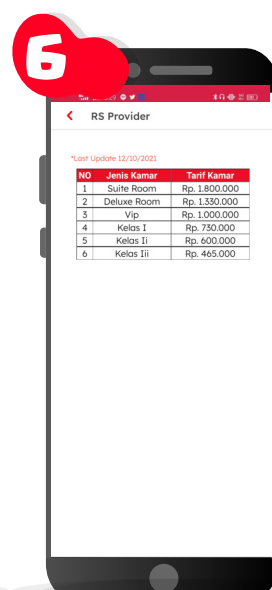 6
RS Provider
*Last Update 12/10/2021
NO Jenis Kamar Tarif Kamar
1 Suite Room Rp. 1.800.000
2 Deluxe Room Rp. 1.330.000
3 Vip Rp. 1.000.000
4 Kelas I Rp. 730.000
5 Kelas Ii Rp. 600.000
6 Kelas Iii Rp. 465.000